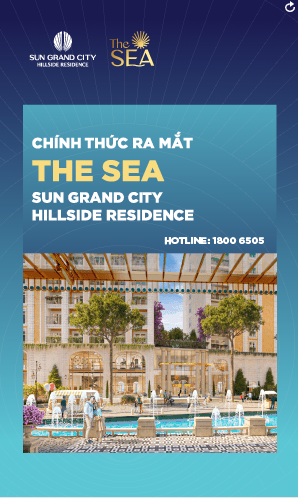 SUN GRAND CITY
HILLSIDE RESIDENCE
The
SEA
CHÍNH THỨC RA MẮT
THE SEA
SUN GRAND CITY
HILLSIDE RESIDENCE
HOTLINE: 1800 6505